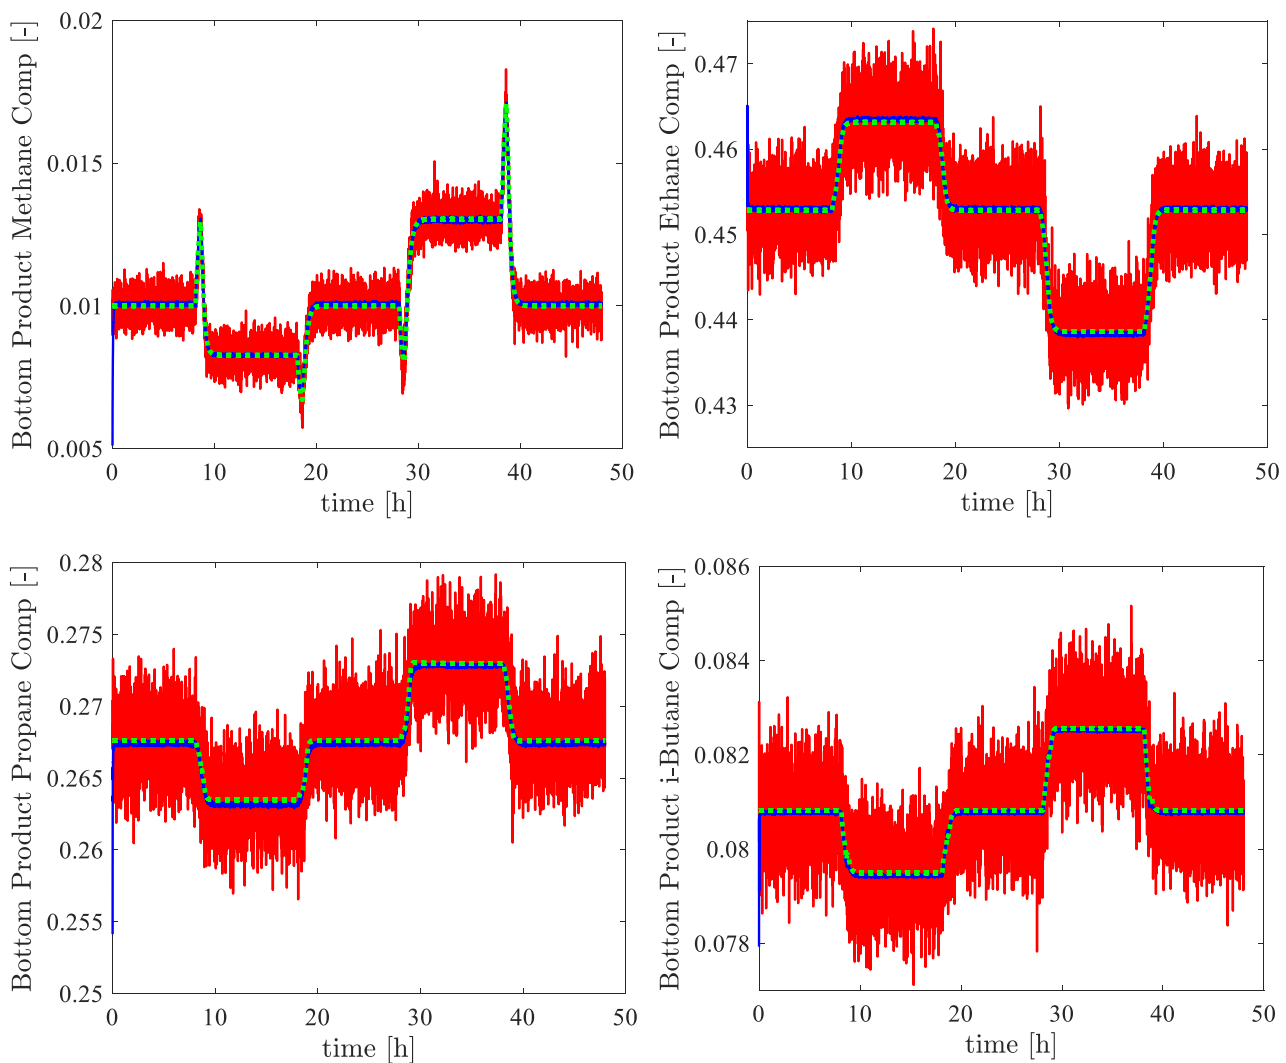 Bottom Product Methane Comp [-]
0.02
0.015
0.01
0.005
0 10 20 30 40 50
time [h]
Bottom Product Ethane Comp [-]
0.47
0.46
0.45
0.44
0.43
0 10 20 30 40 50
time [h]
Bottom Product Propane Comp [-]
0.28
0.275
0.27
0.265
0.26
0.255
0.25
0 10 20 30 40 50
time [h]
Bottom Product i-Butane Comp [-]
0.086
0.084
0.082
0.08
0.078
0 10 20 30 40 50
time [h]